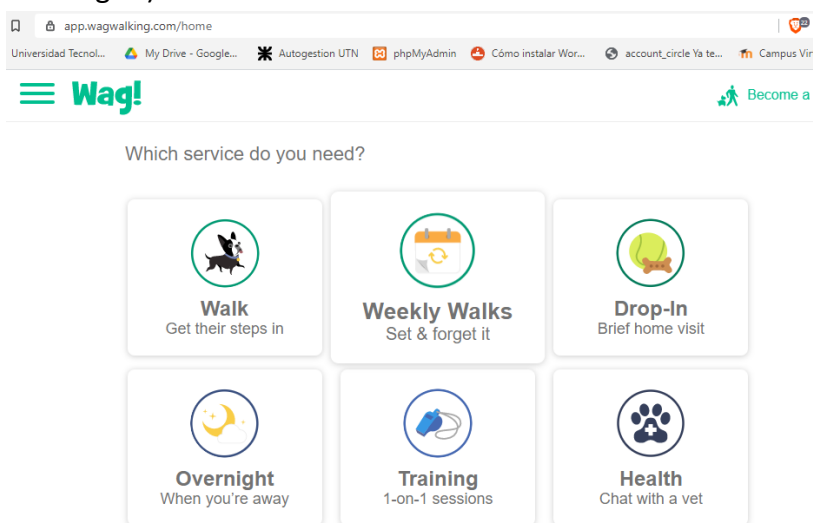 app.wagwalking.com/home
22
Universidad Tecnol... My Drive - Google... Autogestion UTN phpMyAdmin Cómo instalar Wor... account_circle Ya te... Campus Vir
Wag! Become a
Which service do you need?
Walk Weekly Walks Drop-In
Get their steps in Set & forget it Brief home visit
Overnight Training Health
When you're away 1-on-1 sessions Chat with a vet